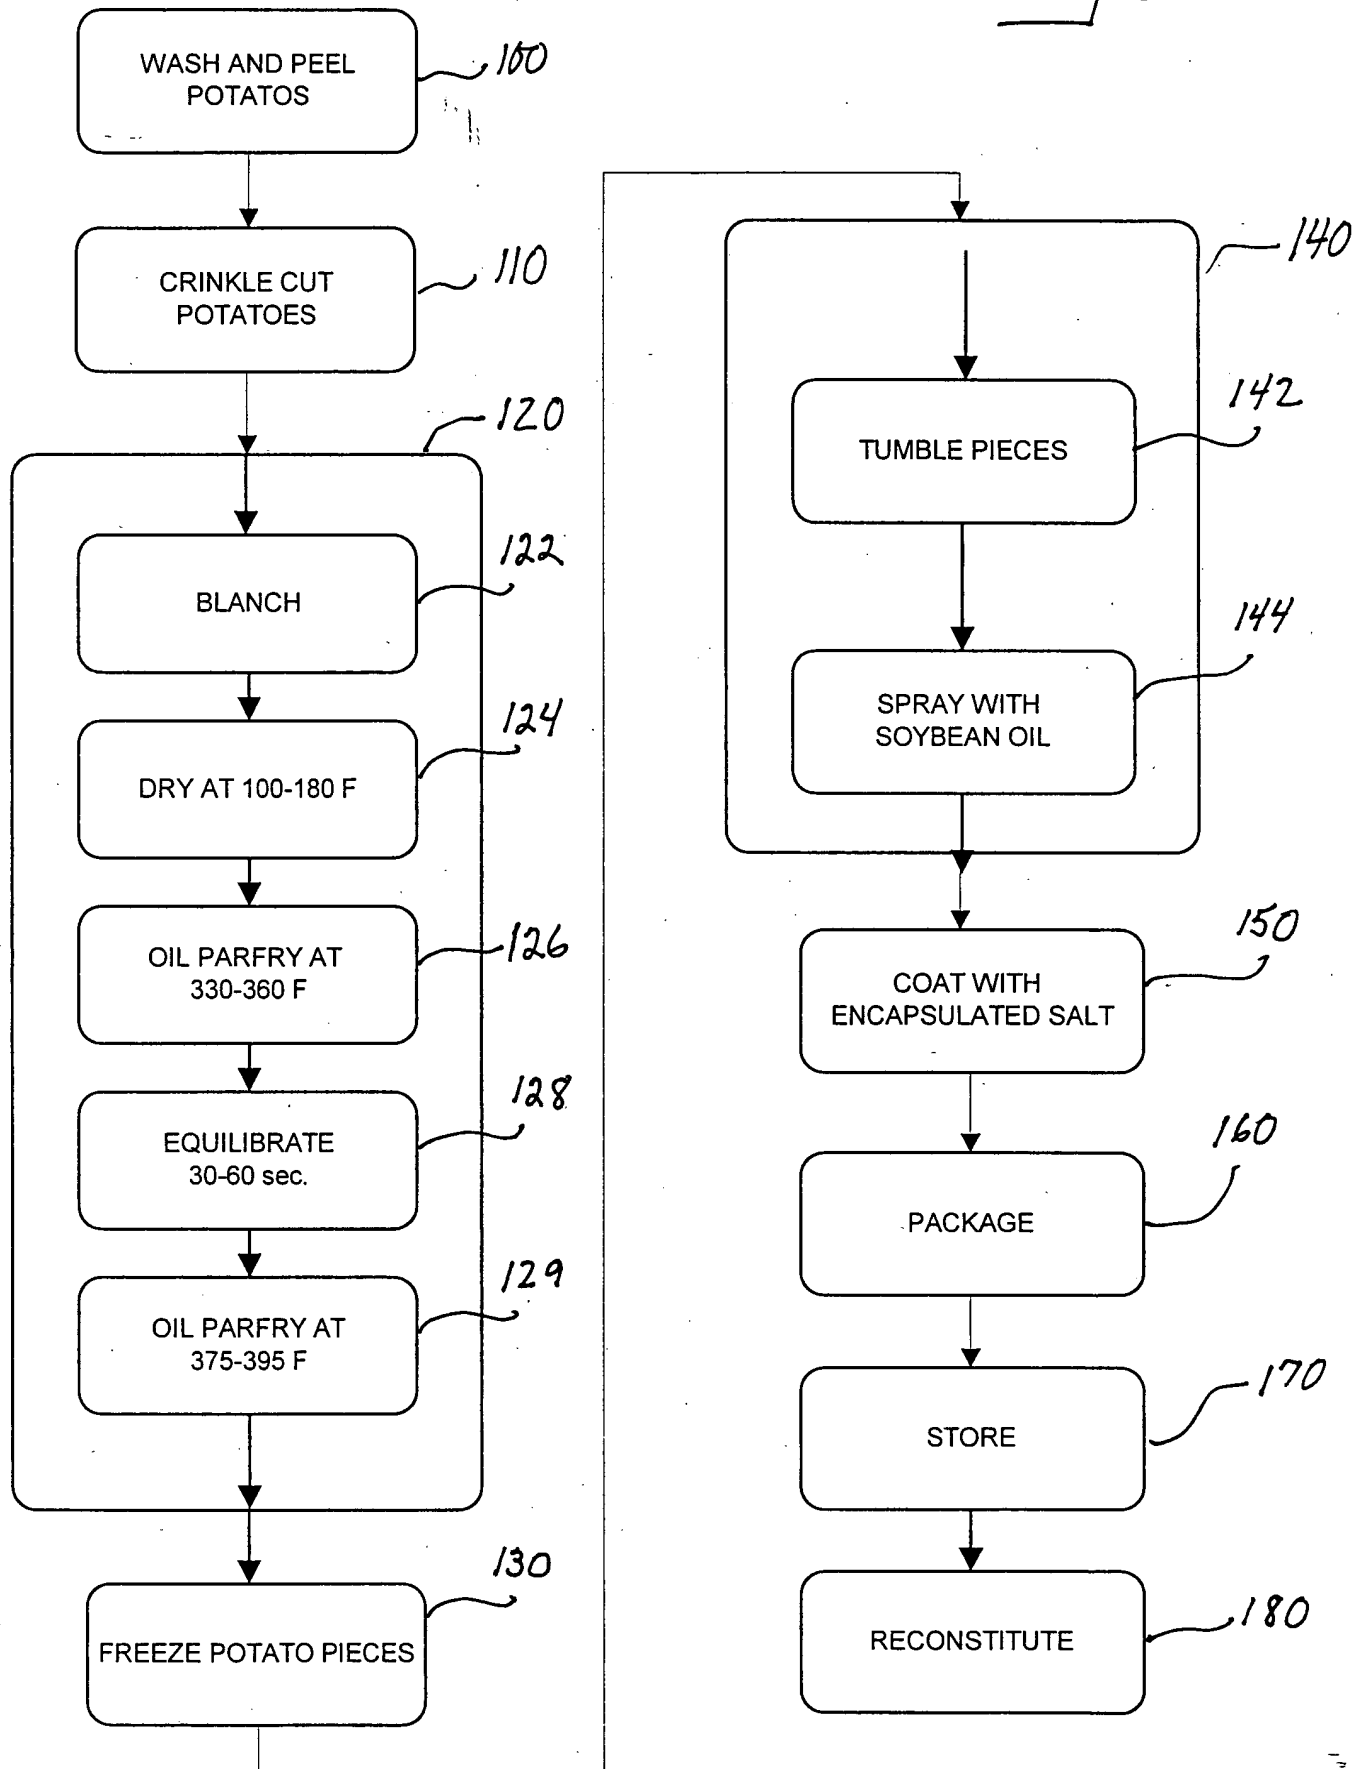 WASH AND PEEL
POTATOS
100
CRINKLE CUT
POTATOES
110
120
BLANCH
122
DRY AT 100-180 F
124
OIL PARFRY AT
330-360 F
126
EQUILIBRATE
30-60 sec.
128
OIL PARFRY AT
375-395 F
129
FREEZE POTATO PIECES
130
140
TUMBLE PIECES
142
SPRAY WITH
SOYBEAN OIL
144
COAT WITH
ENCAPSULATED SALT
150
PACKAGE
160
STORE
170
RECONSTITUTE
180